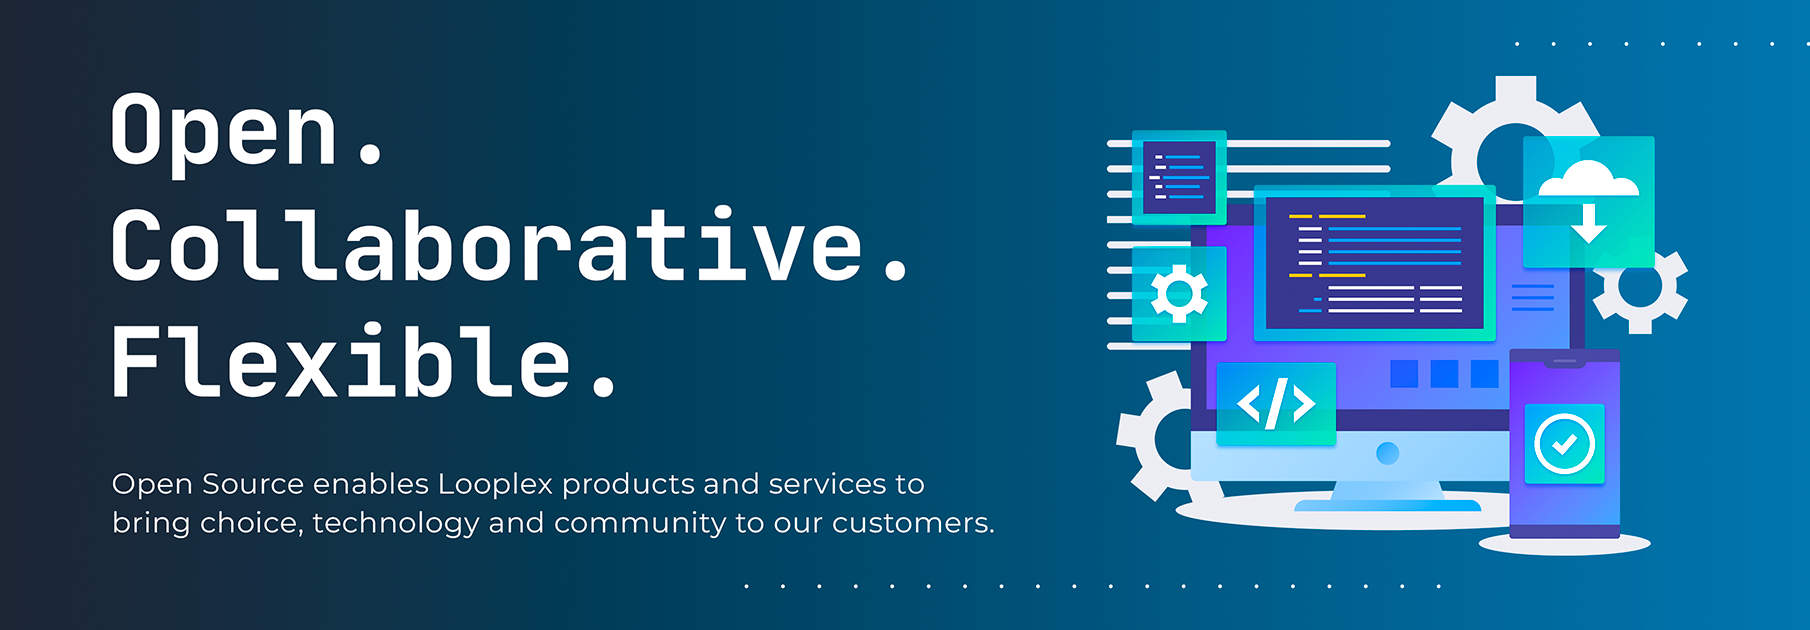 Open.
Collaborative.
Flexible.
Open Source enables Looplex products and services to
bring choice, technology and community to our customers.